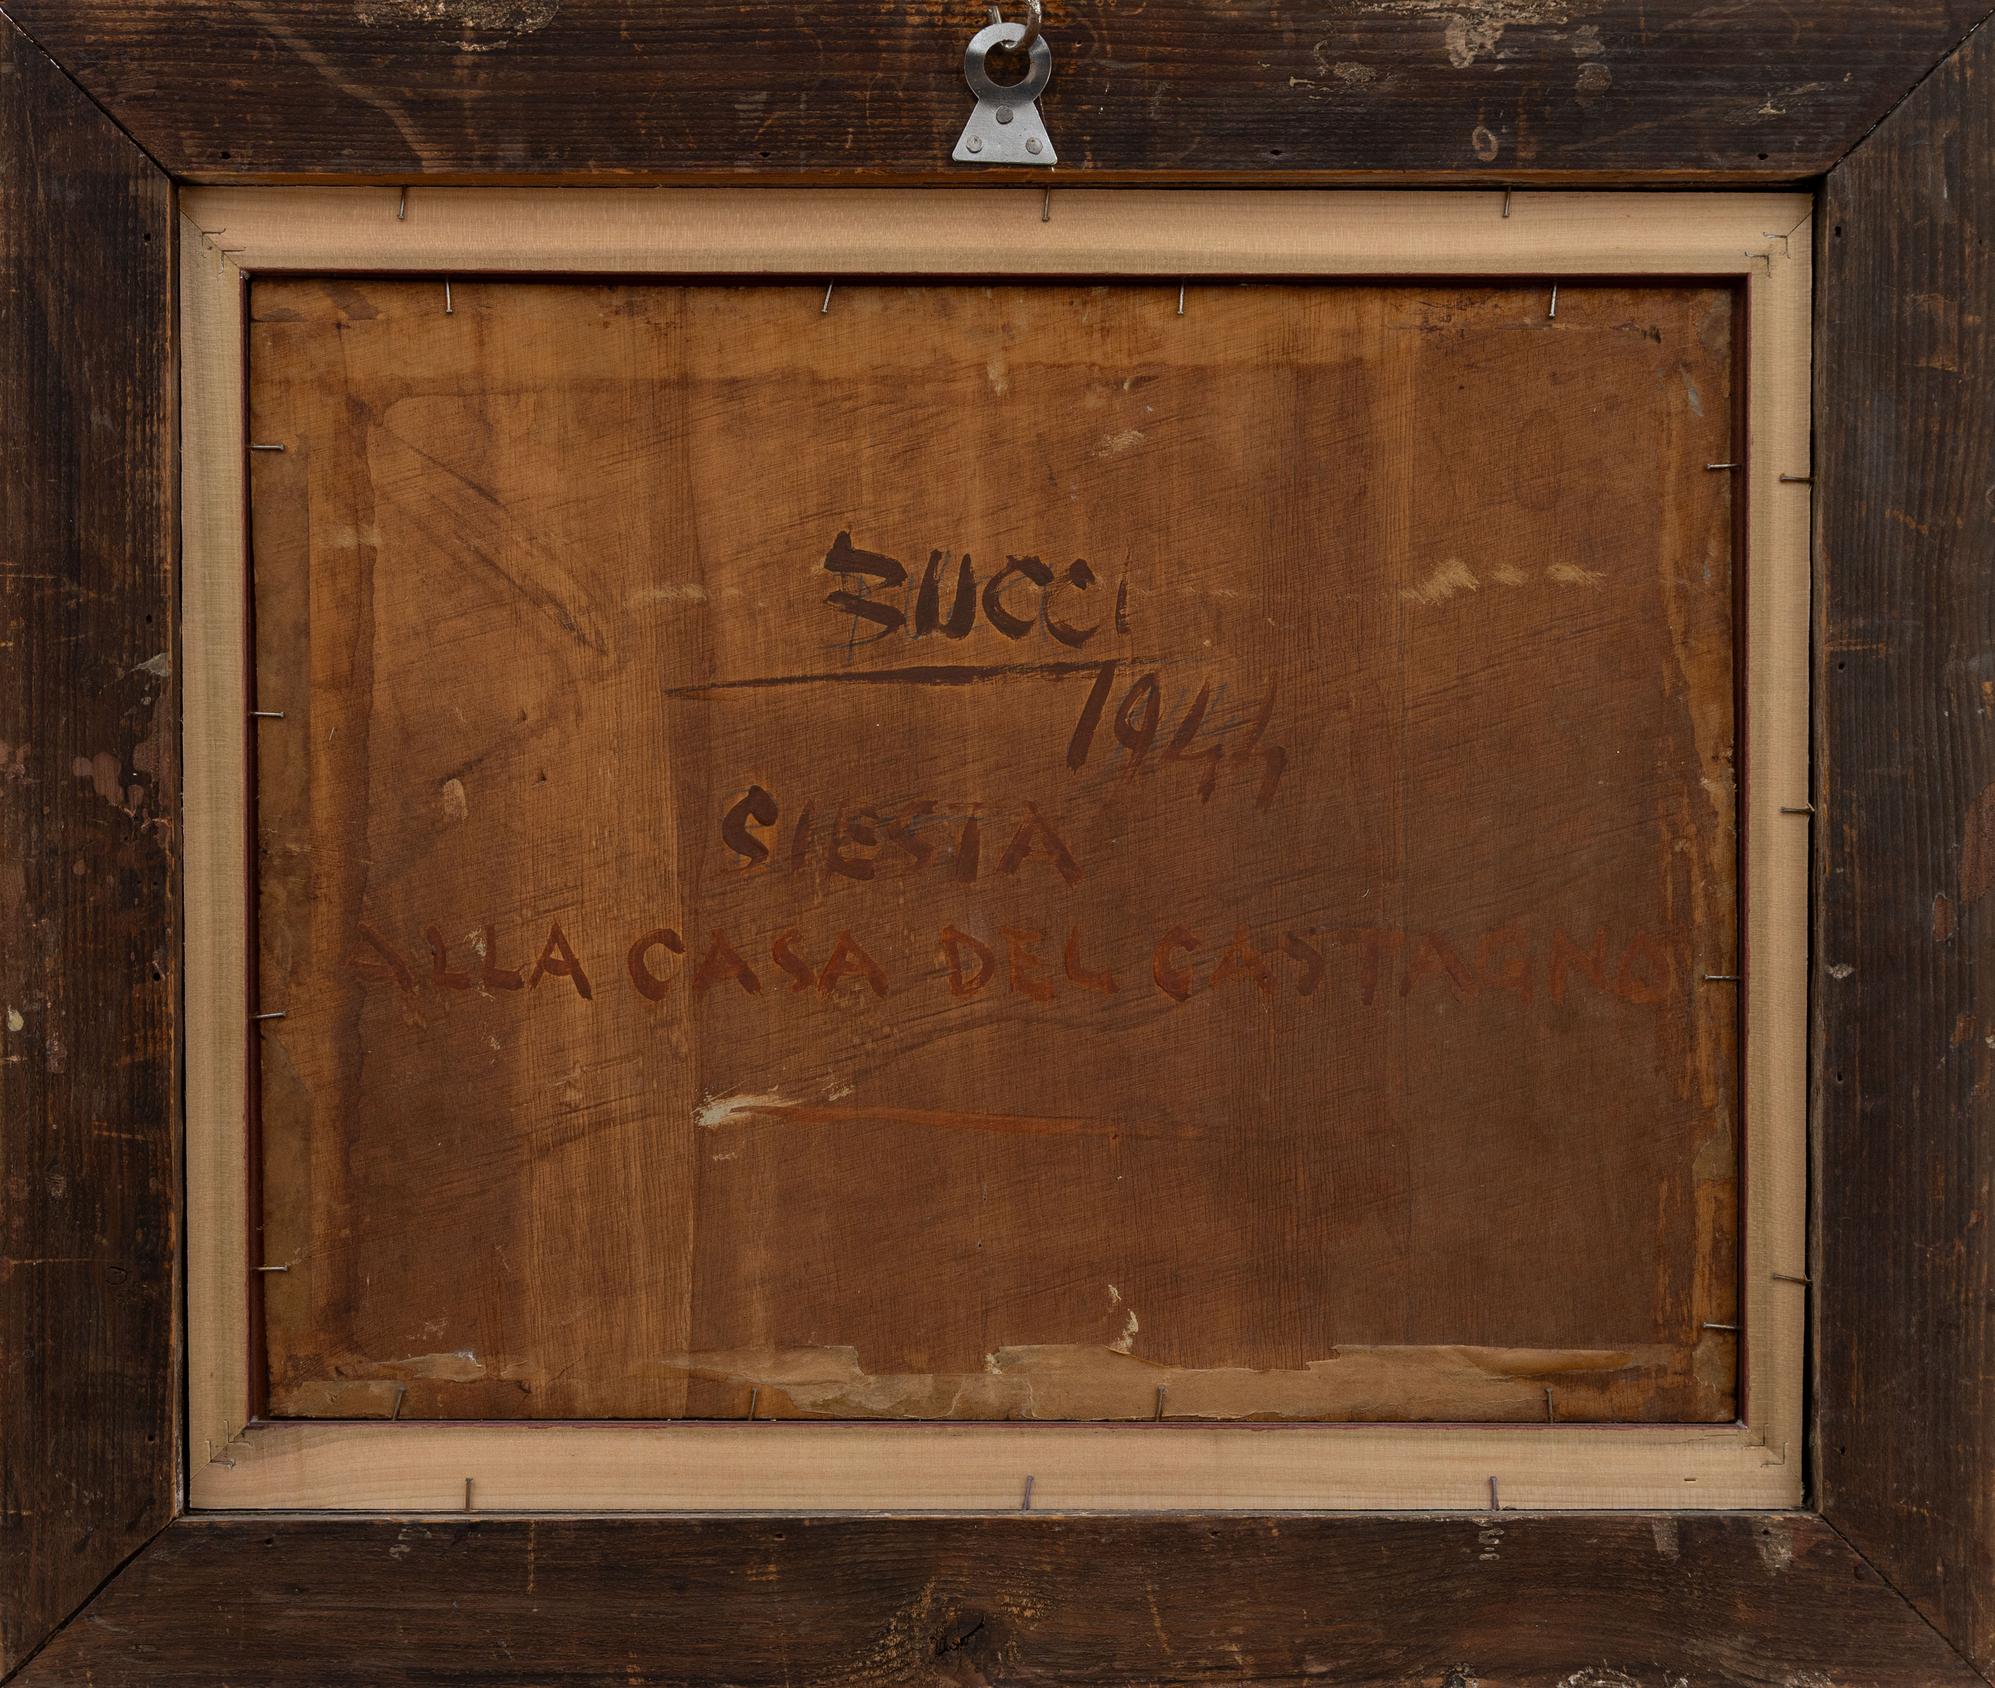 BUCCI
1944
SIESTA
ALLA CASA DEL CASTAGNO